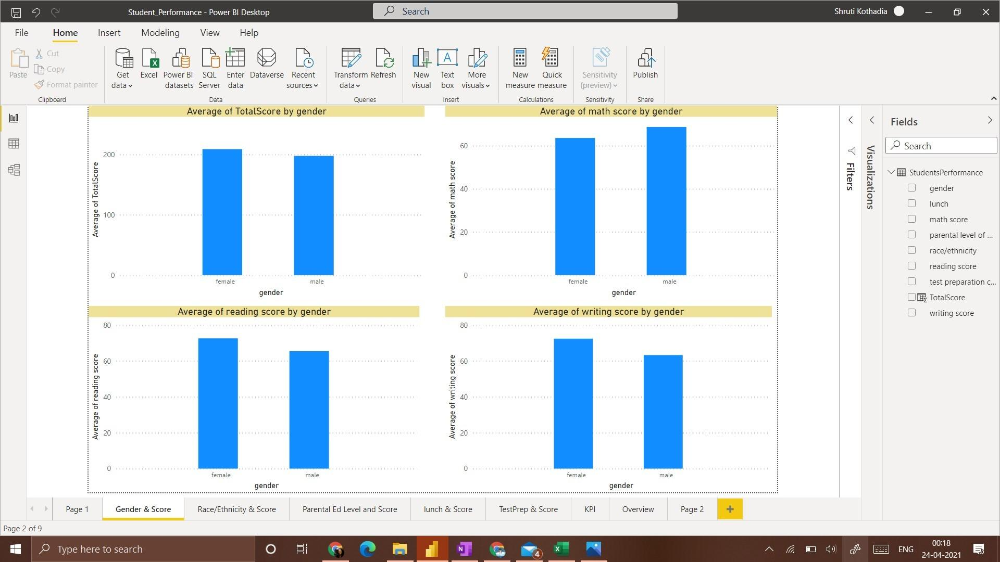 Student_Performance - Power BI Desktop
Search
Shruti Kothadia
File Home Insert Modeling View Help
Paste
Cut
Copy
Format painter
Clipboard
Get data
Excel
Power BI datasets
SQL Server
Enter data
Dataverse
Recent sources
Data
Transform data
Refresh
Queries
New visual
Text box
More visuals
Insert
New measure
Quick measure
Calculations
Sensitivity (preview)
Sensitivity
Publish
Share
Average of TotalScore by gender
Average of TotalScore
200
100
0
female male
gender
Average of math score by gender
Average of math score
60
40
20
0
female male
gender
Average of reading score by gender
Average of reading score
80
60
40
20
0
female male
gender
Average of writing score by gender
Average of writing score
80
60
40
20
0
female male
gender
Filters
Visualizations
Fields
Search
StudentsPerformance
gender
lunch
math score
parental level of ...
race/ethnicity
reading score
test preparation c...
TotalScore
writing score
Page 1 Gender & Score Race/Ethnicity & Score Parental Ed Level and Score lunch & Score TestPrep & Score KPI Overview Page 2 +
Page 2 of 9
Type here to search
4
ENG
00:18
24-04-2021